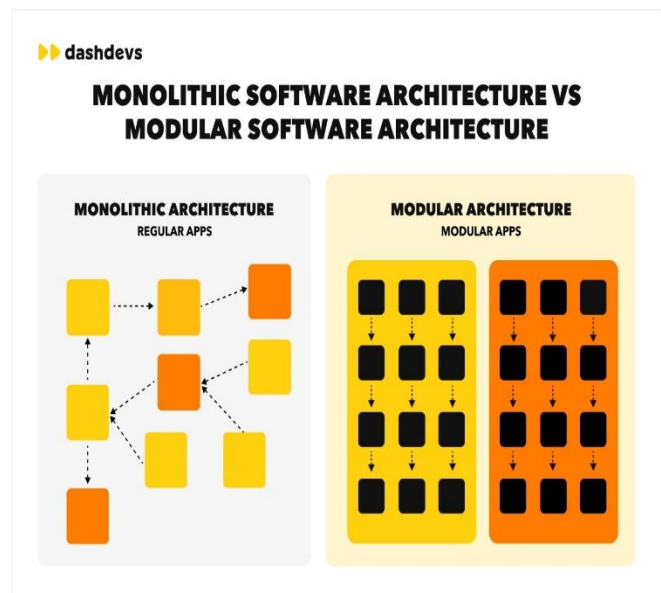 dashdevs
MONOLITHIC SOFTWARE ARCHITECTURE VS
MODULAR SOFTWARE ARCHITECTURE
MONOLITHIC ARCHITECTURE
REGULAR APPS
MODULAR ARCHITECTURE
MODULAR APPS